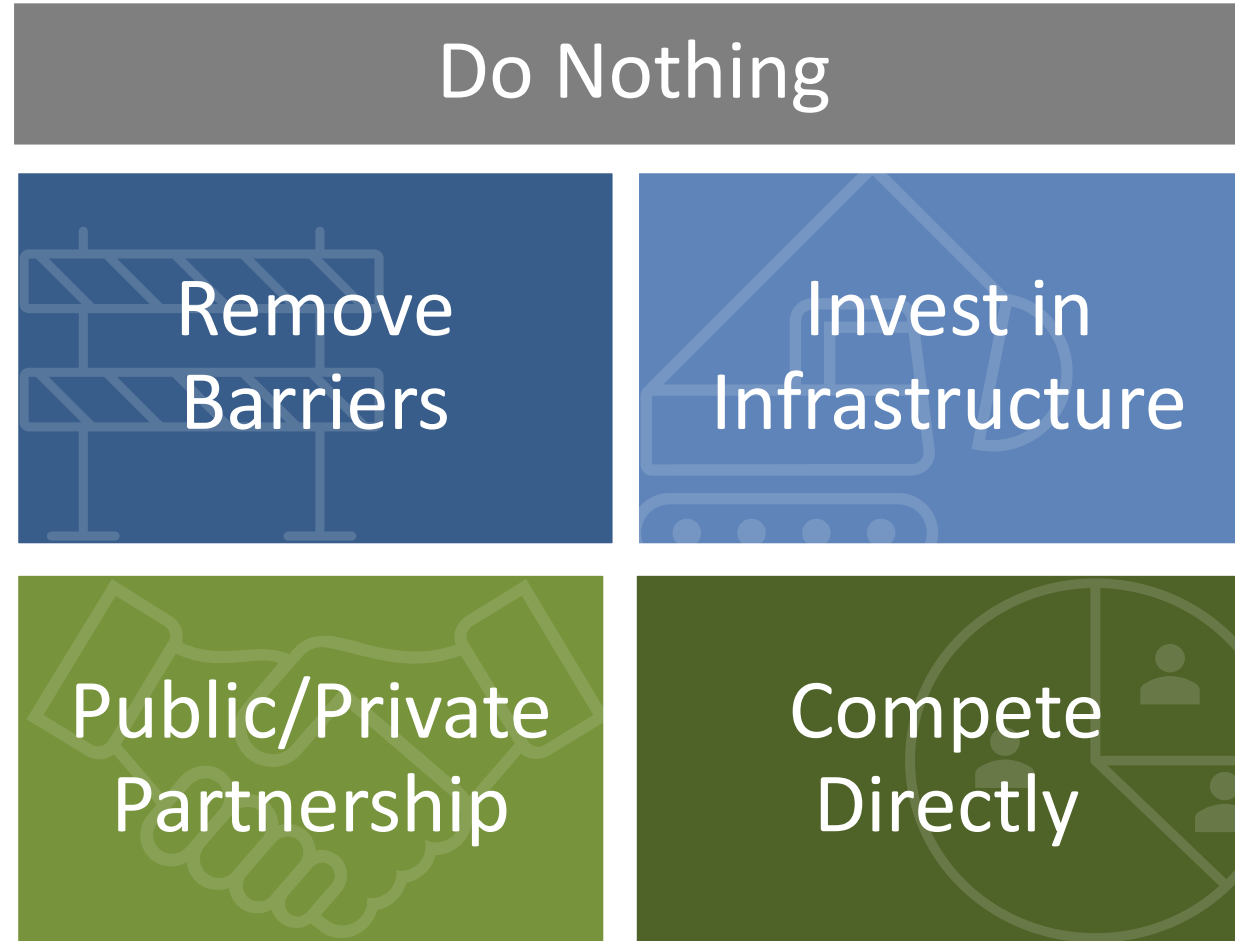 Do Nothing
Remove
Barriers
Invest in
Infrastructure
Public/Private
Partnership
Compete
Directly